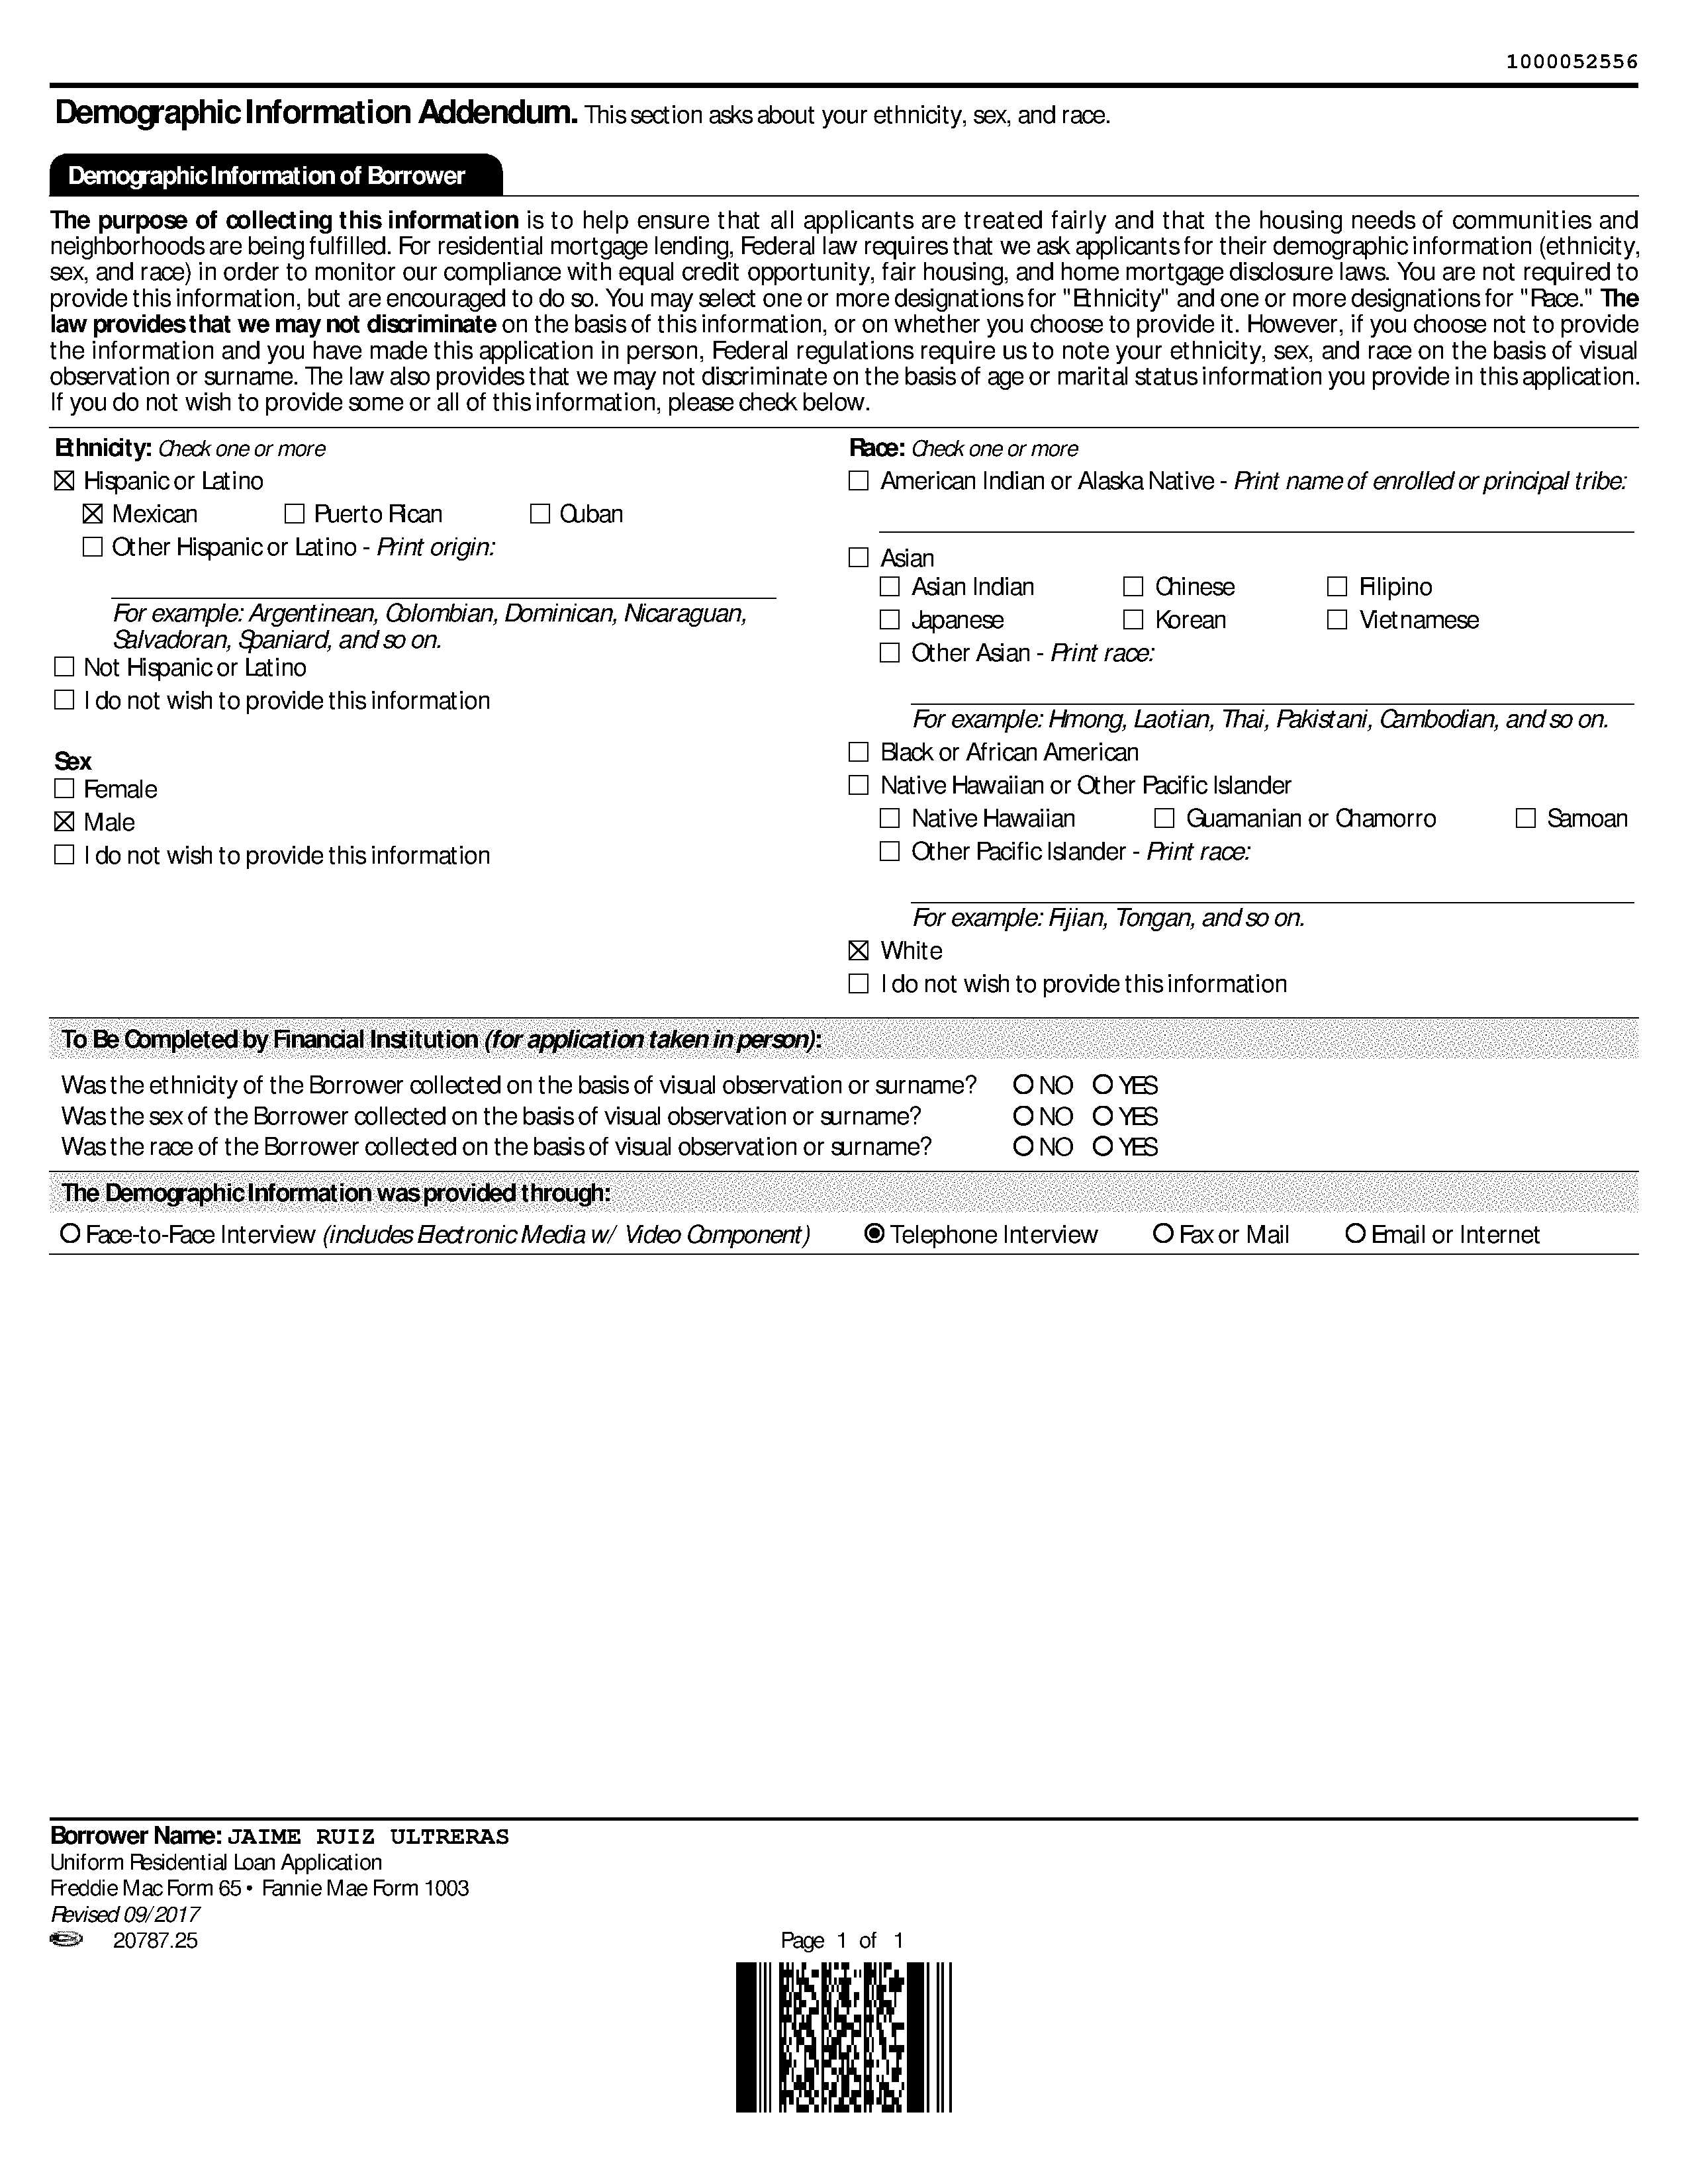 1000052556
Demographic Information Addendum. This section asks about your ethnicity, sex, and race.
Demographic Information of Borrower
The purpose of collecting this information is to help ensure that all applicants are treated fairly and that the housing needs of communities and
neighborhoods are being fulfilled. For residential mortgage lending, Federal law requires that we ask applicants for their demographic information (ethnicity,
sex, and race) in order to monitor our compliance with equal credit opportunity, fair housing, and home mortgage disclosure laws. You are not required to
provide this information, but are encouraged to do so. You may select one or more designations for "Ethnicity" and one or more designations for "Race." The
law provides that we may not discriminate on the basis of this information, or on whether you choose to provide it. However, if you choose not to provide
the information and you have made this application in person, Federal regulations require us to note your ethnicity, sex, and race on the basis of visual
observation or surname. The law also provides that we may not discriminate on the basis of age or marital status information you provide in this application.
If you do not wish to provide some or all of this information, please check below.
Ethnicity: Check one or more
Hispanic or Latino
Mexican Puerto Rican Cuban
Other Hispanic or Latino - Print origin:
For example: Argentinean, Colombian, Dominican, Nicaraguan,
Salvadoran, Spaniard, and so on.
Not Hispanic or Latino
I do not wish to provide this information
Sex
Female
Male
I do not wish to provide this information
Race: Check one or more
American Indian or Alaska Native - Print name of enrolled or principal tribe:
Asian
Asian Indian Chinese Filipino
Japanese Korean Vietnamese
Other Asian - Print race:
For example: Hmong, Laotian, Thai, Pakistani, Cambodian, and so on.
Black or African American
Native Hawaiian or Other Pacific Islander
Native Hawaiian Guamanian or Chamorro Samoan
Other Pacific Islander - Print race:
For example: Fijian, Tongan, and so on.
White
I do not wish to provide this information
To Be Completed by Financial Institution (for application taken in person):
Was the ethnicity of the Borrower collected on the basis of visual observation or surname? NO YES
Was the sex of the Borrower collected on the basis of visual observation or surname? NO YES
Was the race of the Borrower collected on the basis of visual observation or surname? NO YES
The Demographic Information was provided through:
Face-to-Face Interview (includes Electronic Media w/ Video Component) Telephone Interview Fax or Mail Email or Internet
Borrower Name: JAIME RUIZ ULTRERAS
Uniform Residential Loan Application
Freddie Mac Form 65 • Fannie Mae Form 1003
Revised 09/2017
20787.25
Page 1 of 1